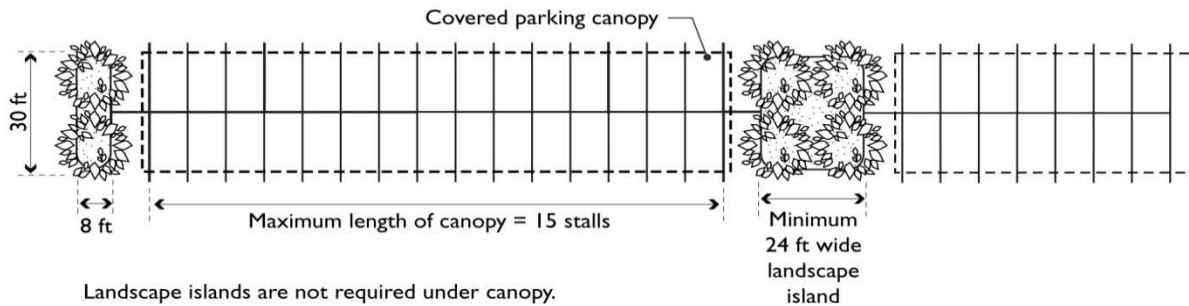 Covered parking canopy
30 ft
8 ft
Maximum length of canopy = 15 stalls
Minimum
24 ft wide
landscape
island
Landscape islands are not required under canopy.